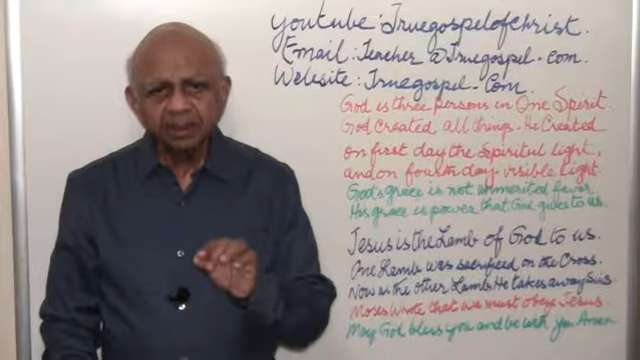 youtube: Truegospelofchrist.
Email: Teacher@Truegospel.com.
Website: Truegospel.Com.
God is three persons in One Spirit.
God created all things. He Created
on first day the Spiritul light,
and on fourth day. visible light.
God's grace is not unmerited favor.
His grace is power that God gives to us.
Jesus is the Lamb of God to us.
One Lamb was sacrificed on the Cross.
Now as the other Lamb. He takes away Sins.
Moses wrote that we must obey Jesus.
May God bless you and be with you Amen